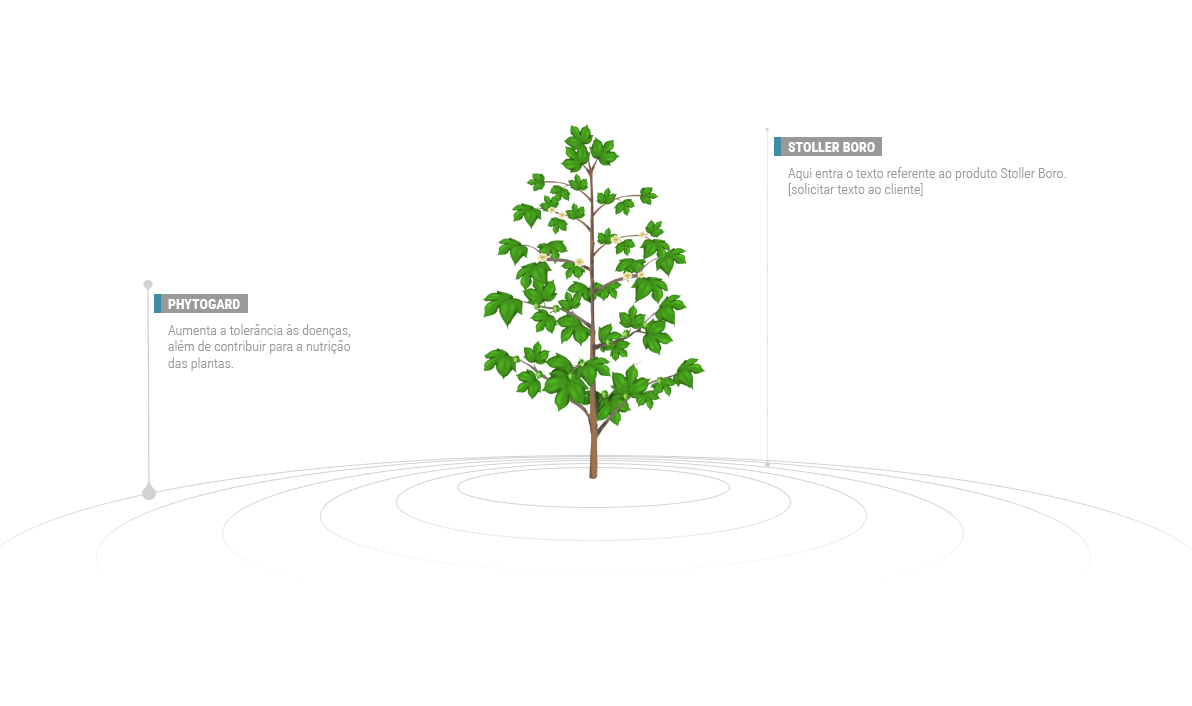 STOLLER BORO
Aqui entra o texto referente ao produto Stoller Boro.
[solicitar texto ao cliente]
PHYTOGARD
Aumenta a tolerância às doenças,
além de contribuir para a nutrição
das plantas.